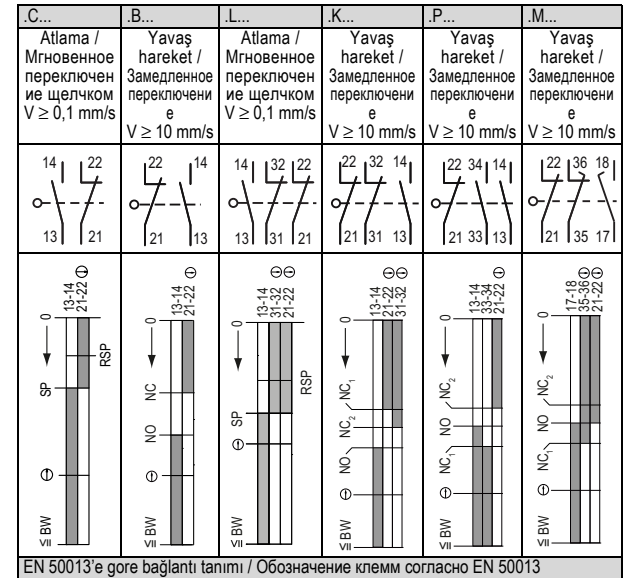 .C... .B... .L... .K... .P... .M...
Atlama /
Мгновенное
переключен
ие щелчком
V ≥ 0,1 mm/s
Yavaş
hareket /
Замедленное
переключени
е
V ≥ 10 mm/s
Atlama /
Мгновенное
переключен
ие щелчком
V ≥ 0,1 mm/s
Yavaş
hareket /
Замедленное
переключени
е
V ≥ 10 mm/s
Yavaş
hareket /
Замедленное
переключени
е
V ≥ 10 mm/s
Yavaş
hareket /
Замедленное
переключени
е
V ≥ 10 mm/s
14 22
13 21
22 14
21 13
14 32 22
13 31 21
22 32 14
21 31 13
22 34 14
21 33 13
22 36 18
21 35 17
13-14
21-22
0
RSP
SP
≤ BW
13-14
21-22
0
NC
NO
≤ BW
13-14
31-32
21-22
0
RSP
SP
≤ BW
13-14
21-22
31-32
0
NC1
NC2
NO
≤ BW
13-14
33-34
21-22
0
NC2
NO
NC1
≤ BW
17-18
35-36
21-22
0
NC2
NO
NC1
≤ BW
EN 50013'e gore bağlantı tanımı / Обозначение клемм согласно EN 50013